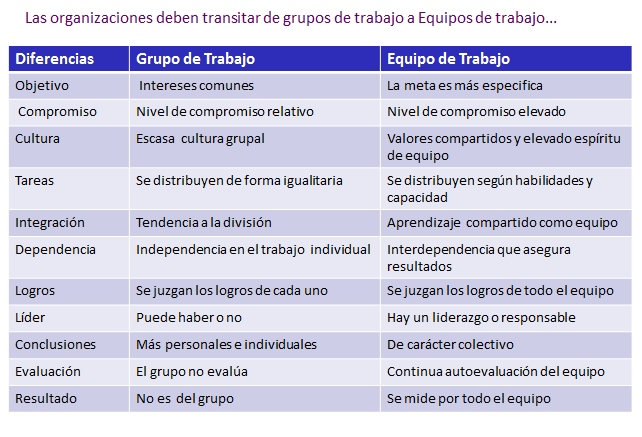 Las organizaciones deben transitar de grupos de trabajo a Equipos de trabajo...
Diferencias Grupo de Trabajo Equipo de Trabajo
Objetivo Intereses comunes La meta es más especifica
Compromiso Nivel de compromiso relativo Nivel de compromiso elevado
Cultura Escasa cultura grupal Valores compartidos y elevado espíritu
de equipo
Tareas Se distribuyen de forma igualitaria Se distribuyen según habilidades y
capacidad
Integración Tendencia a la división Aprendizaje compartido como equipo
Dependencia Independencia en el trabajo individual Interdependencia que asegura
resultados
Logros Se juzgan los logros de cada uno Se juzgan los logros de todo el equipo
Líder Puede haber o no Hay un liderazgo o responsable
Conclusiones Más personales e individuales De carácter colectivo
Evaluación El grupo no evalúa Continua autoevaluación del equipo
Resultado No es del grupo Se mide por todo el equipo